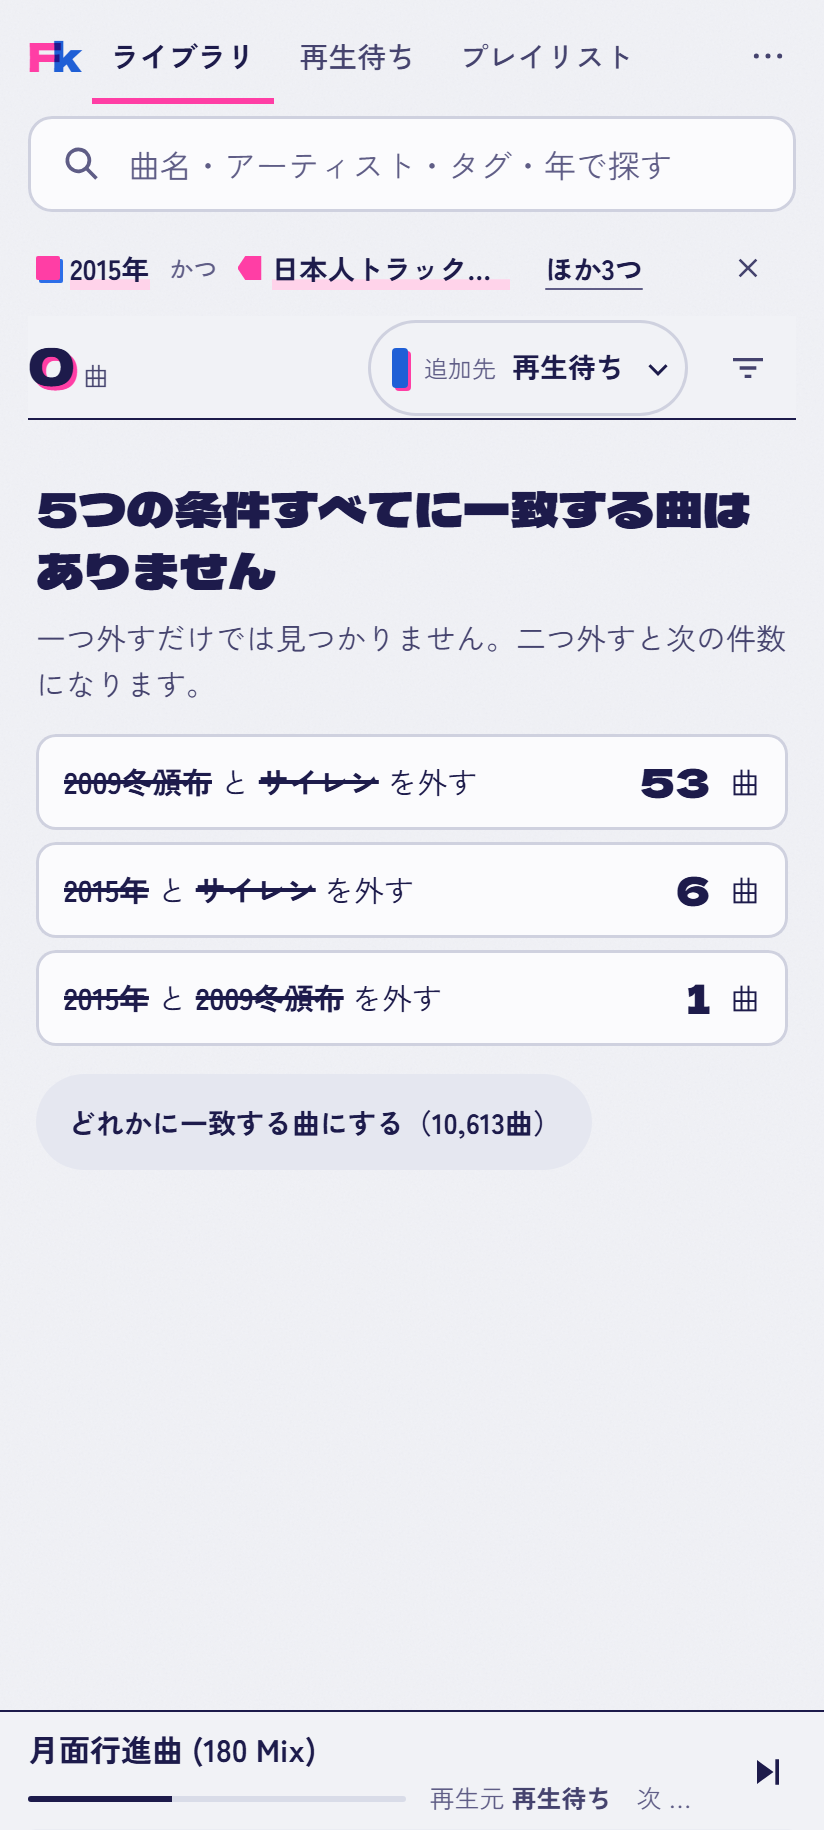 Fk ライブラリ 再生待ち プレイリスト ...
曲名・アーティスト・タグ・年で探す
2015年 かつ 日本人トラック... ほか3つ
0 曲 追加先 再生待ち
5つの条件すべてに一致する曲は
ありません
一つ外すだけでは見つかりません。二つ外すと次の件数
になります。
2009冬頒布 と サイレン を外す 53 曲
2015年 と サイレン を外す 6 曲
2015年 と 2009冬頒布 を外す 1 曲
どれかに一致する曲にする（10,613曲）
月面行進曲 (180 Mix)
再生元 再生待ち 次 ...